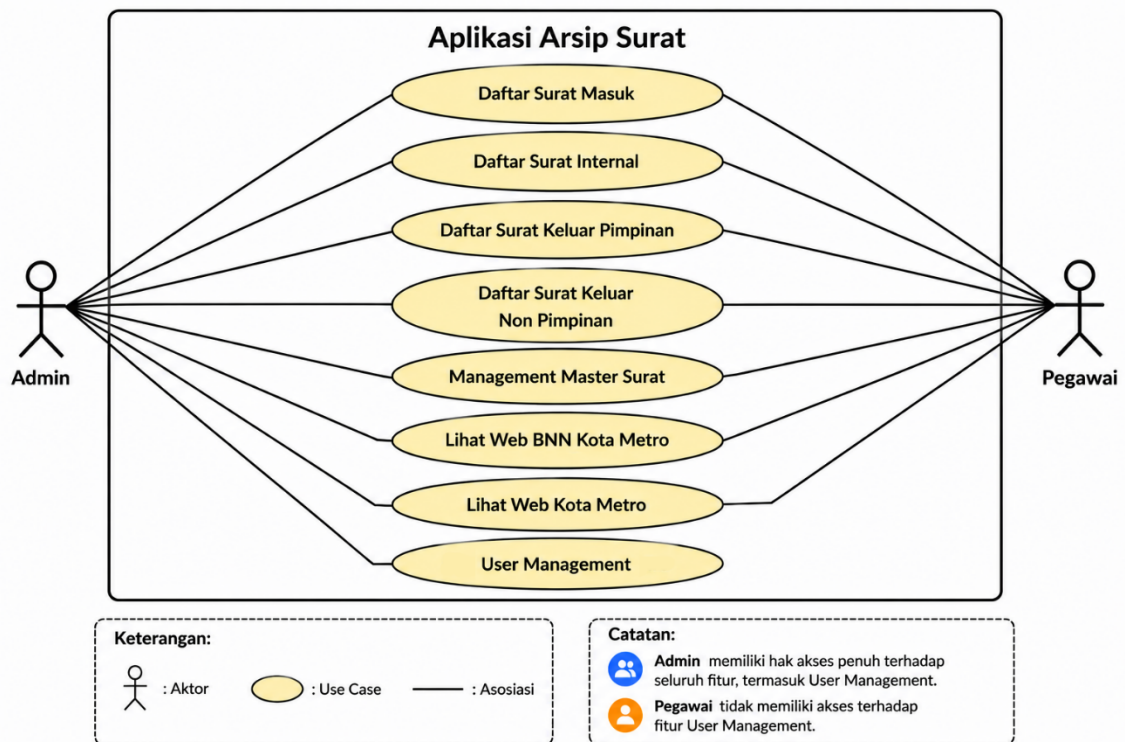 Aplikasi Arsip Surat
Daftar Surat Masuk
Daftar Surat Internal
Daftar Surat Keluar Pimpinan
Daftar Surat Keluar
Non Pimpinan
Management Master Surat
Lihat Web BNN Kota Metro
Lihat Web Kota Metro
User Management
Admin
Pegawai
Keterangan:
: Aktor
: Use Case
: Asosiasi
Catatan:
Admin memiliki hak akses penuh terhadap
seluruh fitur, termasuk User Management.
Pegawai tidak memiliki akses terhadap
fitur User Management.